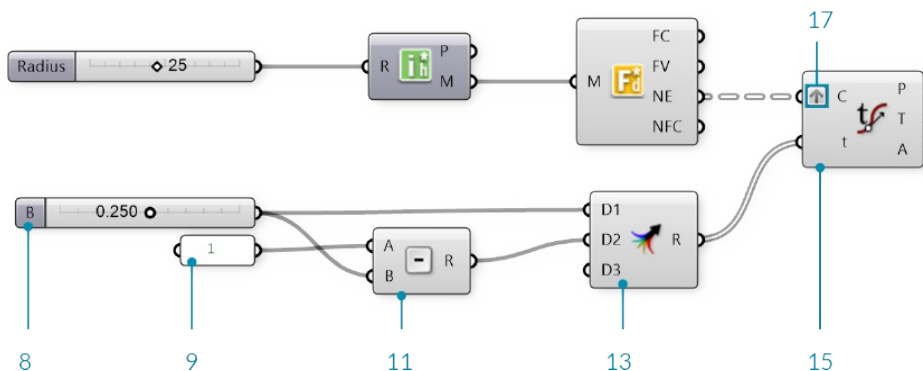 17
Radius
25
R
P
M
M
FC
FV
NE
NFC
C
t
t
P
T
A
B
0.250
1
A
B
-
R
D1
D2
D3
R
8
9
11
13
15